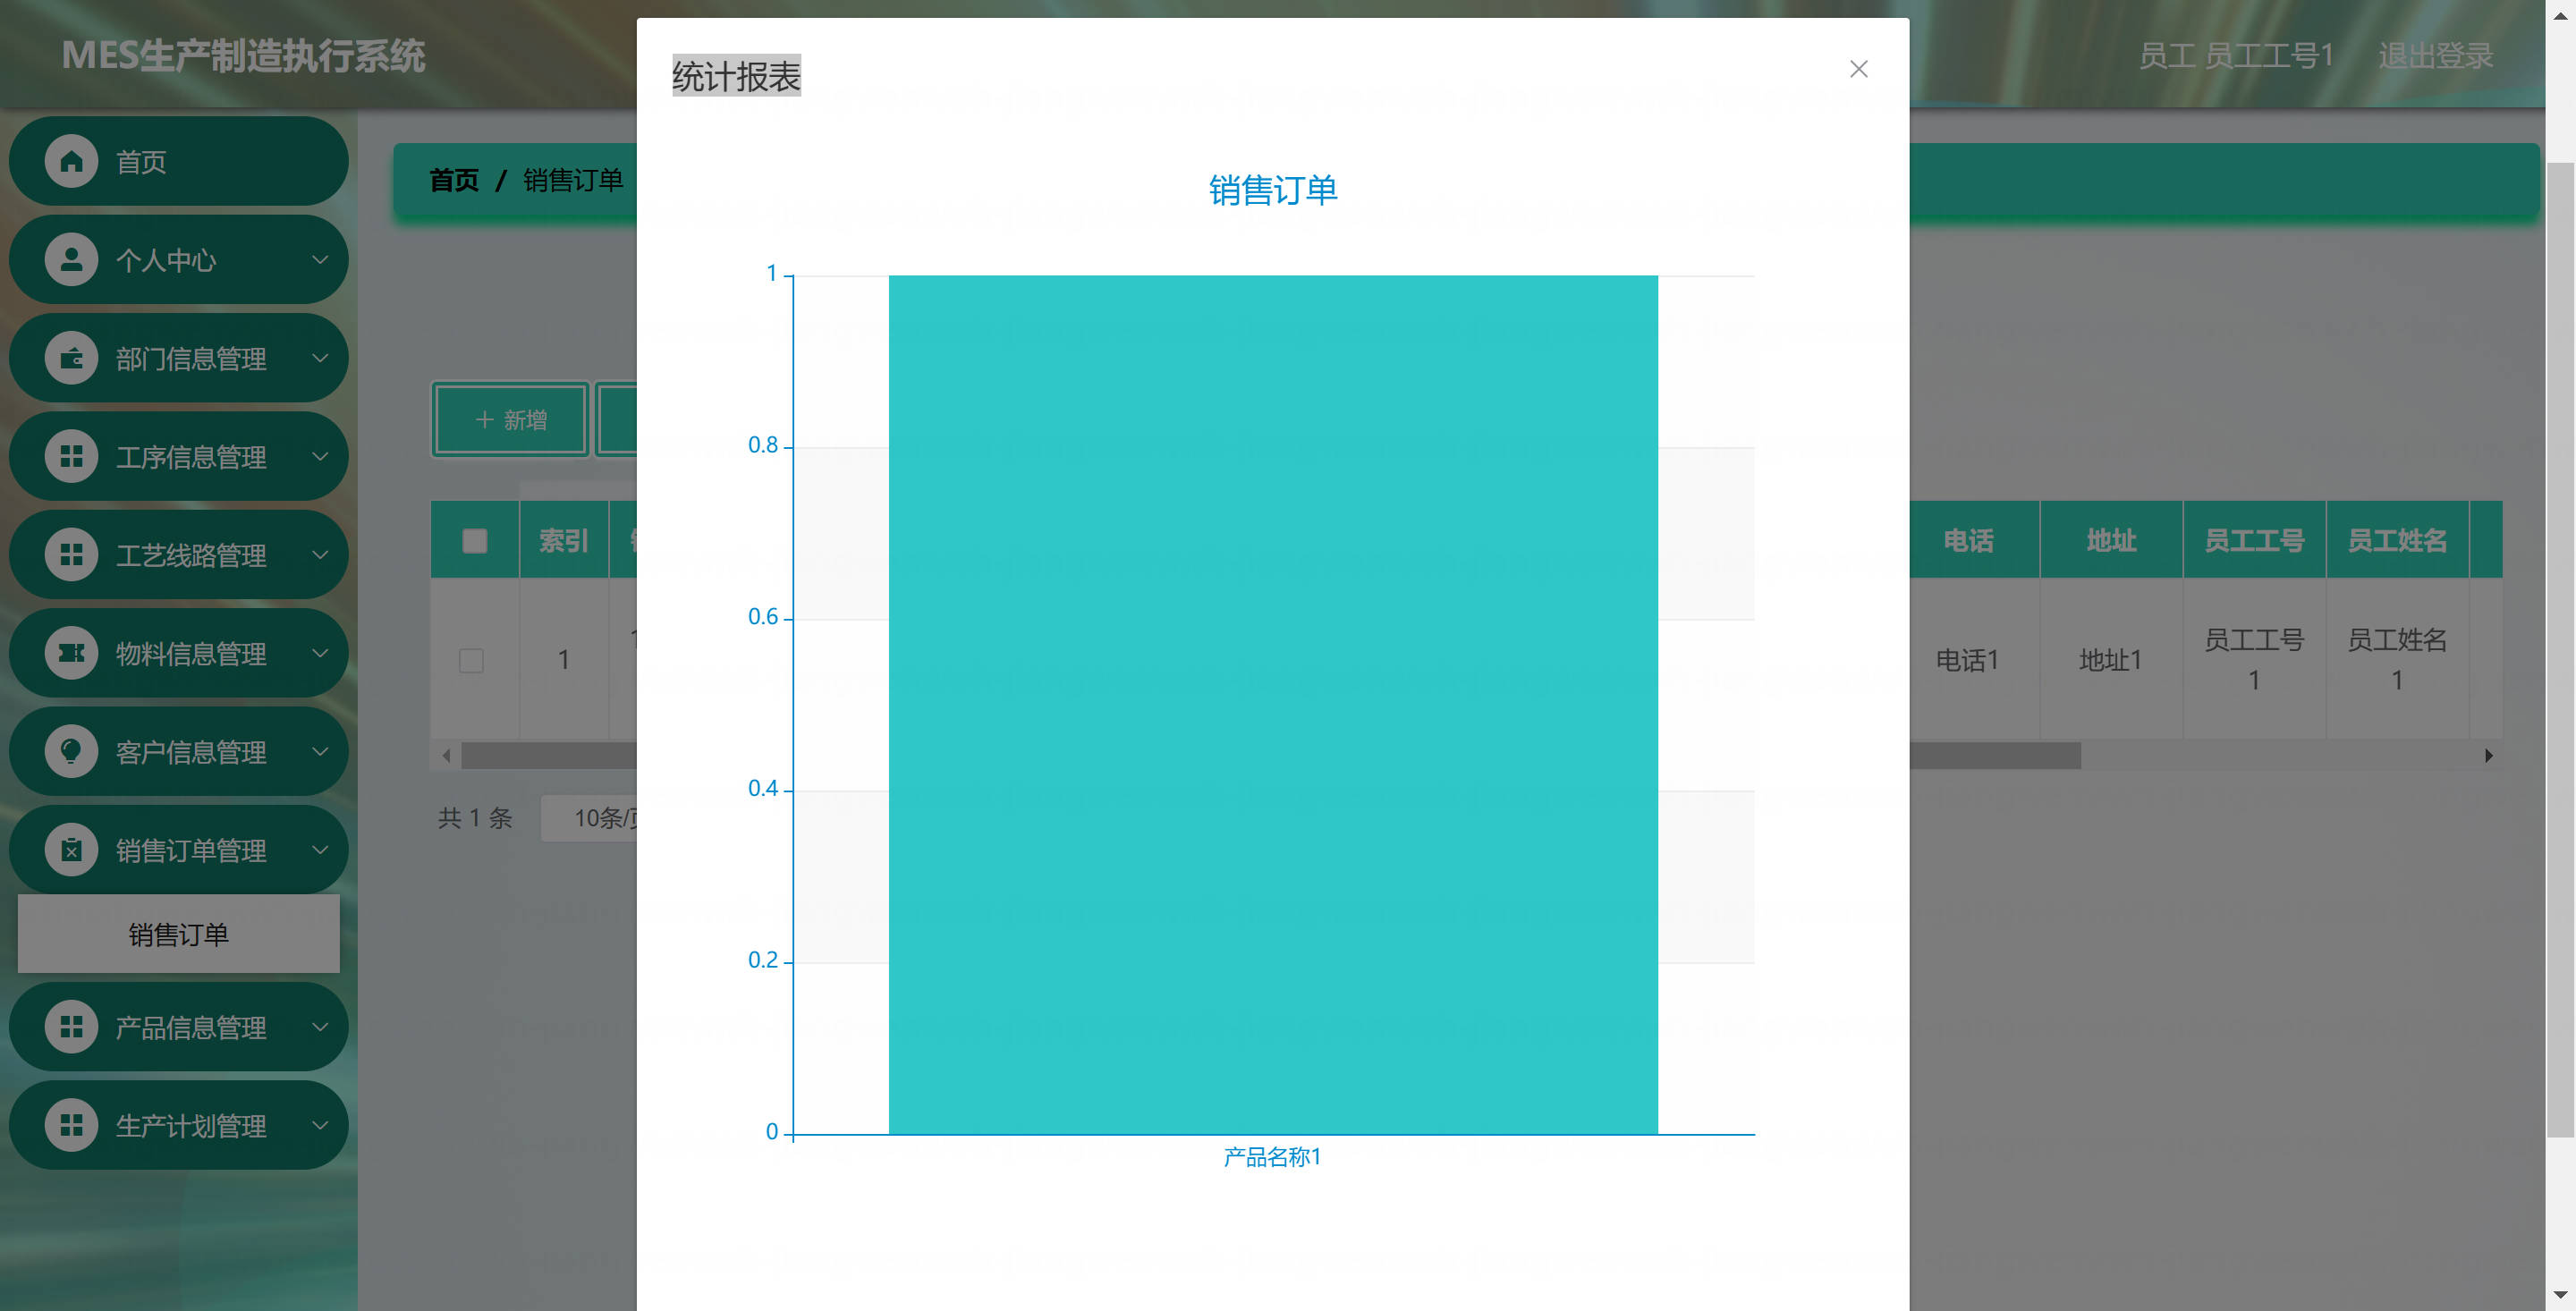 MES生产制造执行系统
员工 员工工号1
退出登录
首页
个人中心
部门信息管理
工序信息管理
工艺线路管理
物料信息管理
客户信息管理
销售订单管理
销售订单
产品信息管理
生产计划管理
首页 / 销售订单
新增
索引
电话
地址
员工工号
员工姓名
1
电话1
地址1
员工工号
1
员工姓名
1
共 1 条
10条/
统计报表
销售订单
1
0.8
0.6
0.4
0.2
0
产品名称1